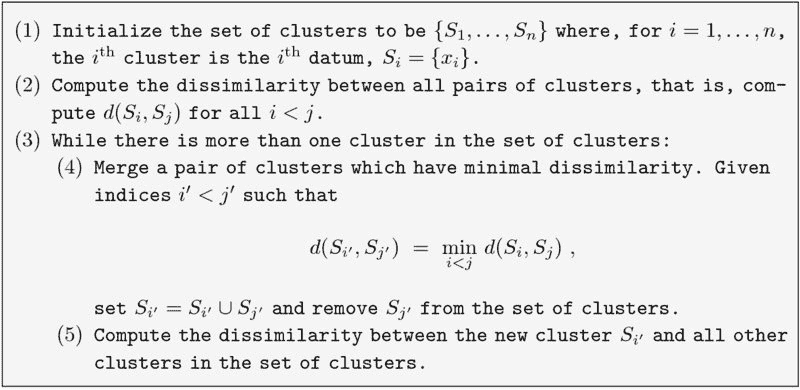 (1) Initialize the set of clusters to be {S₁,...,Sₙ} where, for i = 1,...,n,
the iᵗʰ cluster is the iᵗʰ datum, Sᵢ = {xᵢ}.
(2) Compute the dissimilarity between all pairs of clusters, that is, com-
pute d(Sᵢ, Sⱼ) for all i < j.
(3) While there is more than one cluster in the set of clusters:
(4) Merge a pair of clusters which have minimal dissimilarity. Given
indices i′ < j′ such that
d(Sᵢ′, Sⱼ′) = min d(Sᵢ, Sⱼ) ,
i<j
set Sᵢ′ = Sᵢ′ ∪ Sⱼ′ and remove Sⱼ′ from the set of clusters.
(5) Compute the dissimilarity between the new cluster Sᵢ′ and all other
clusters in the set of clusters.